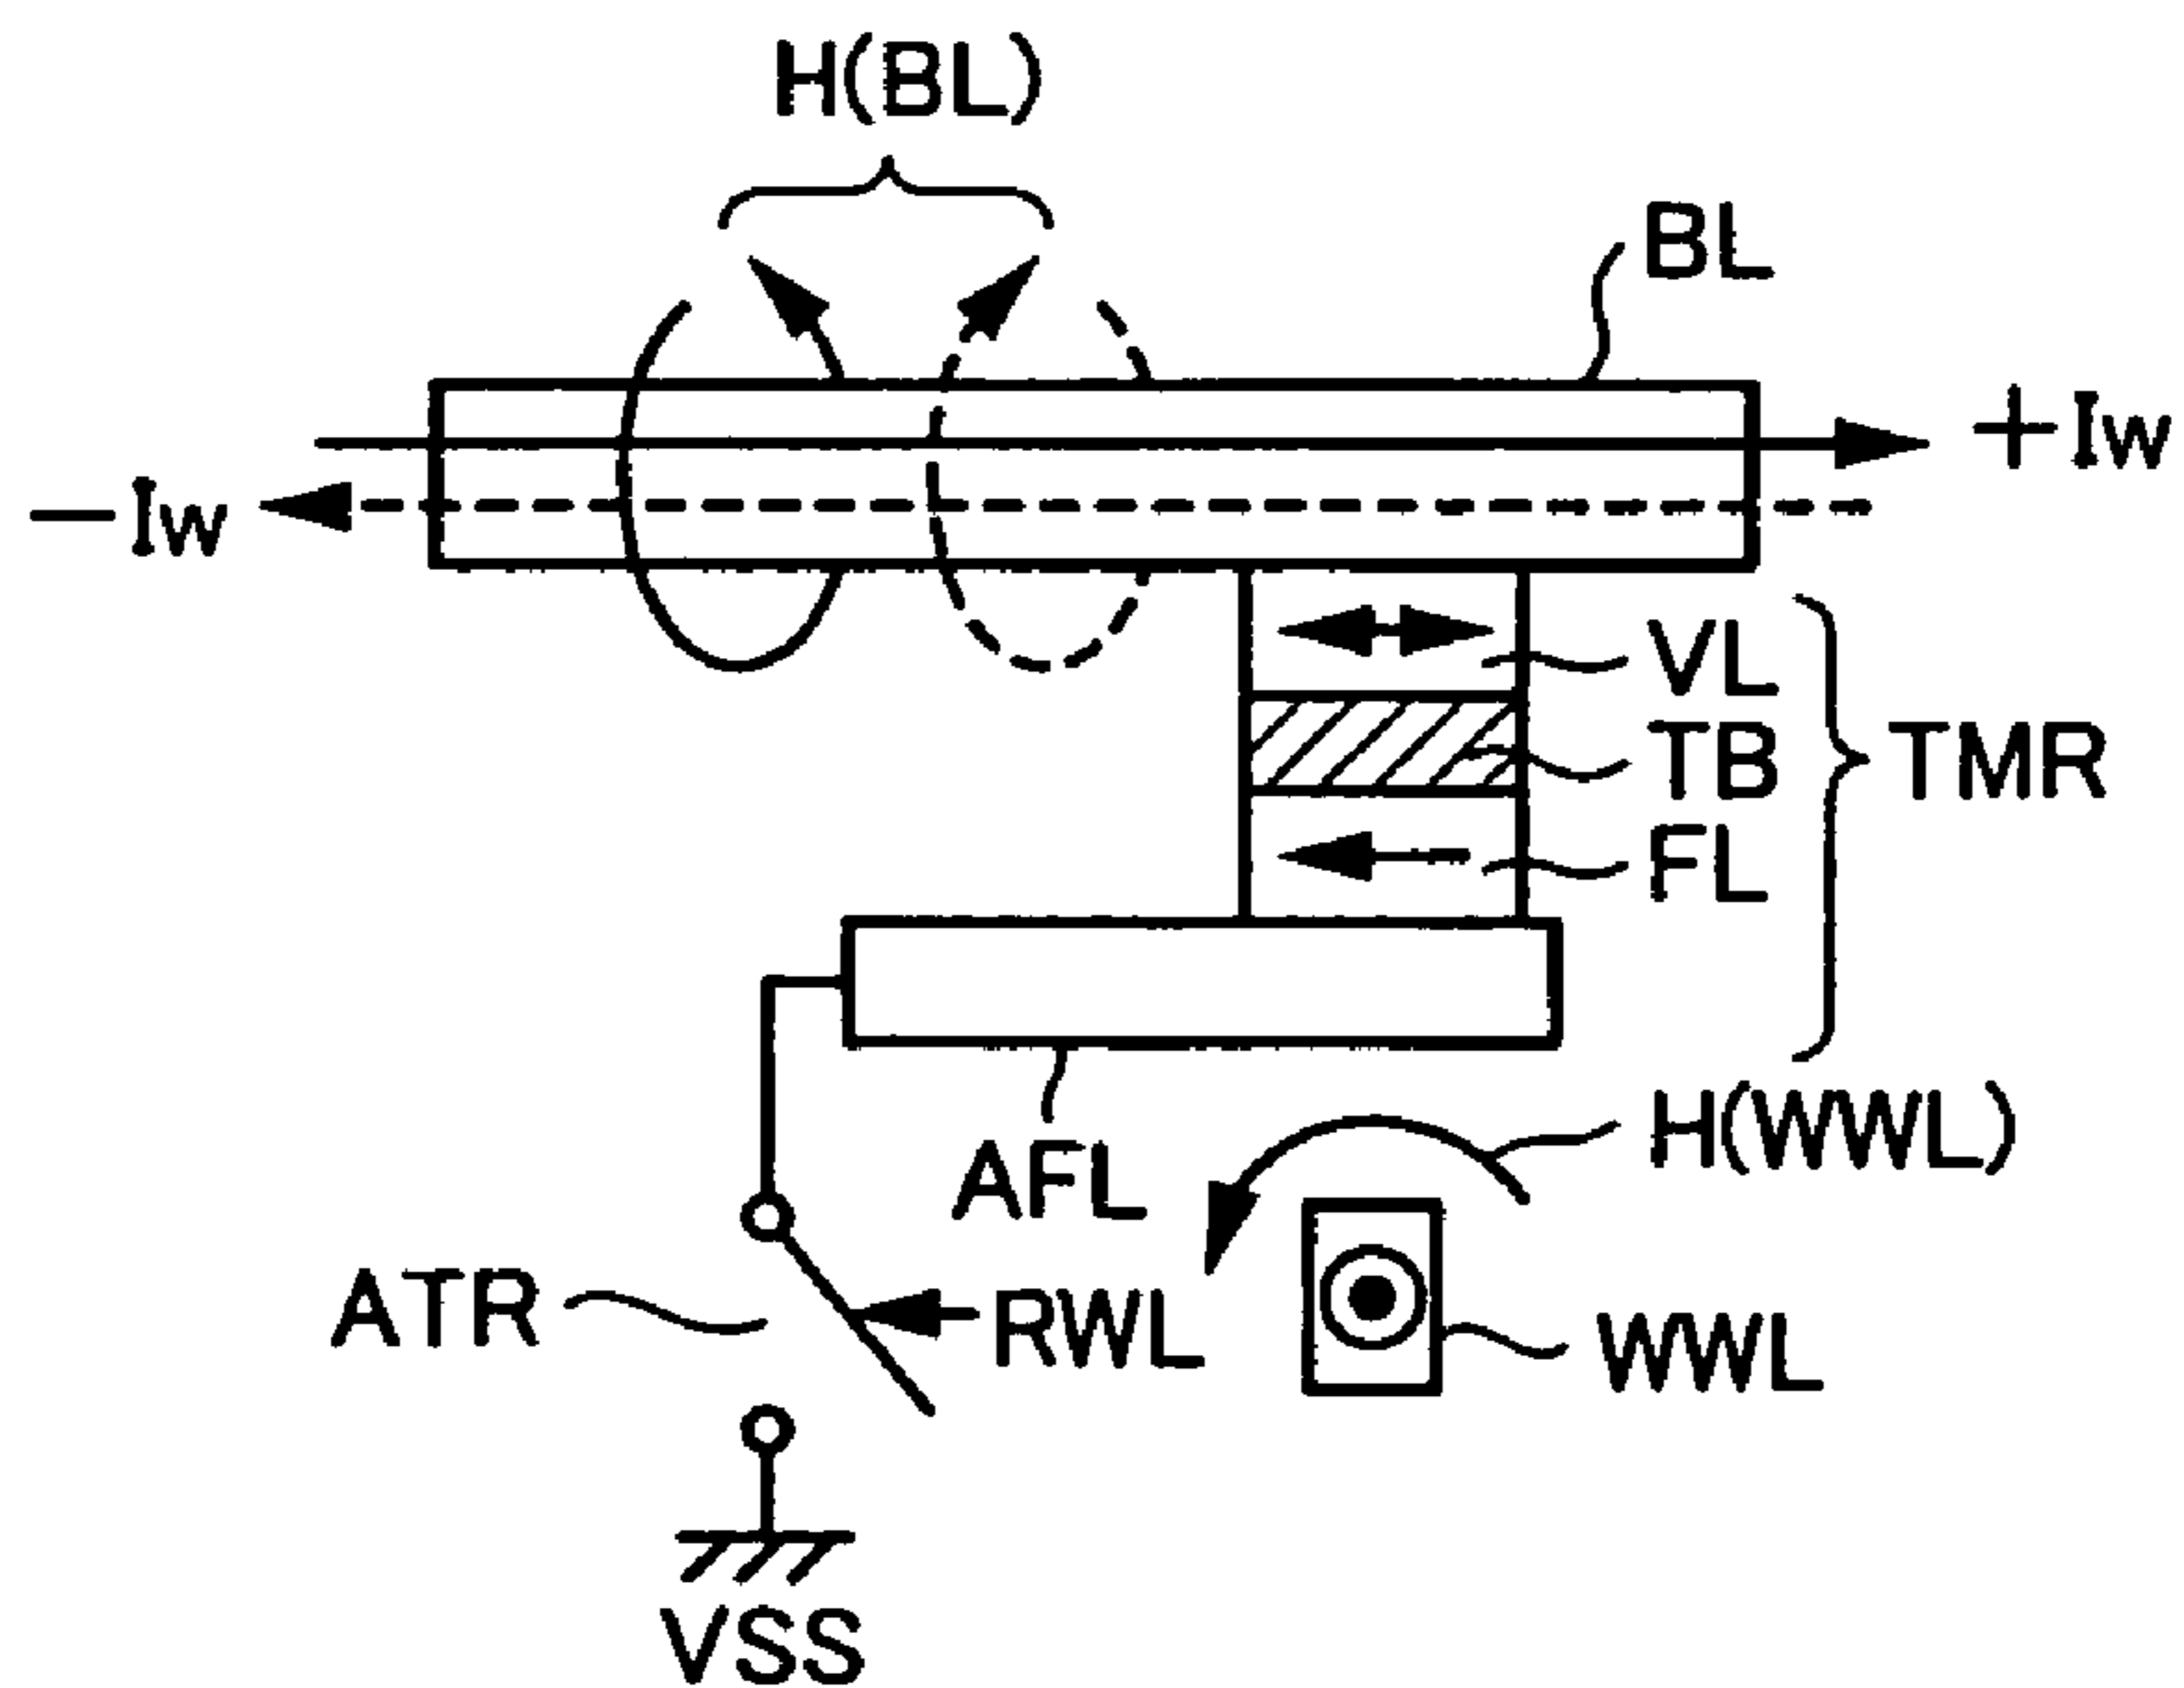 H(BL)
BL
+Iw
−Iw
VL
TB
TMR
FL
H(WWL)
AFL
ATR
RWL
WWL
VSS